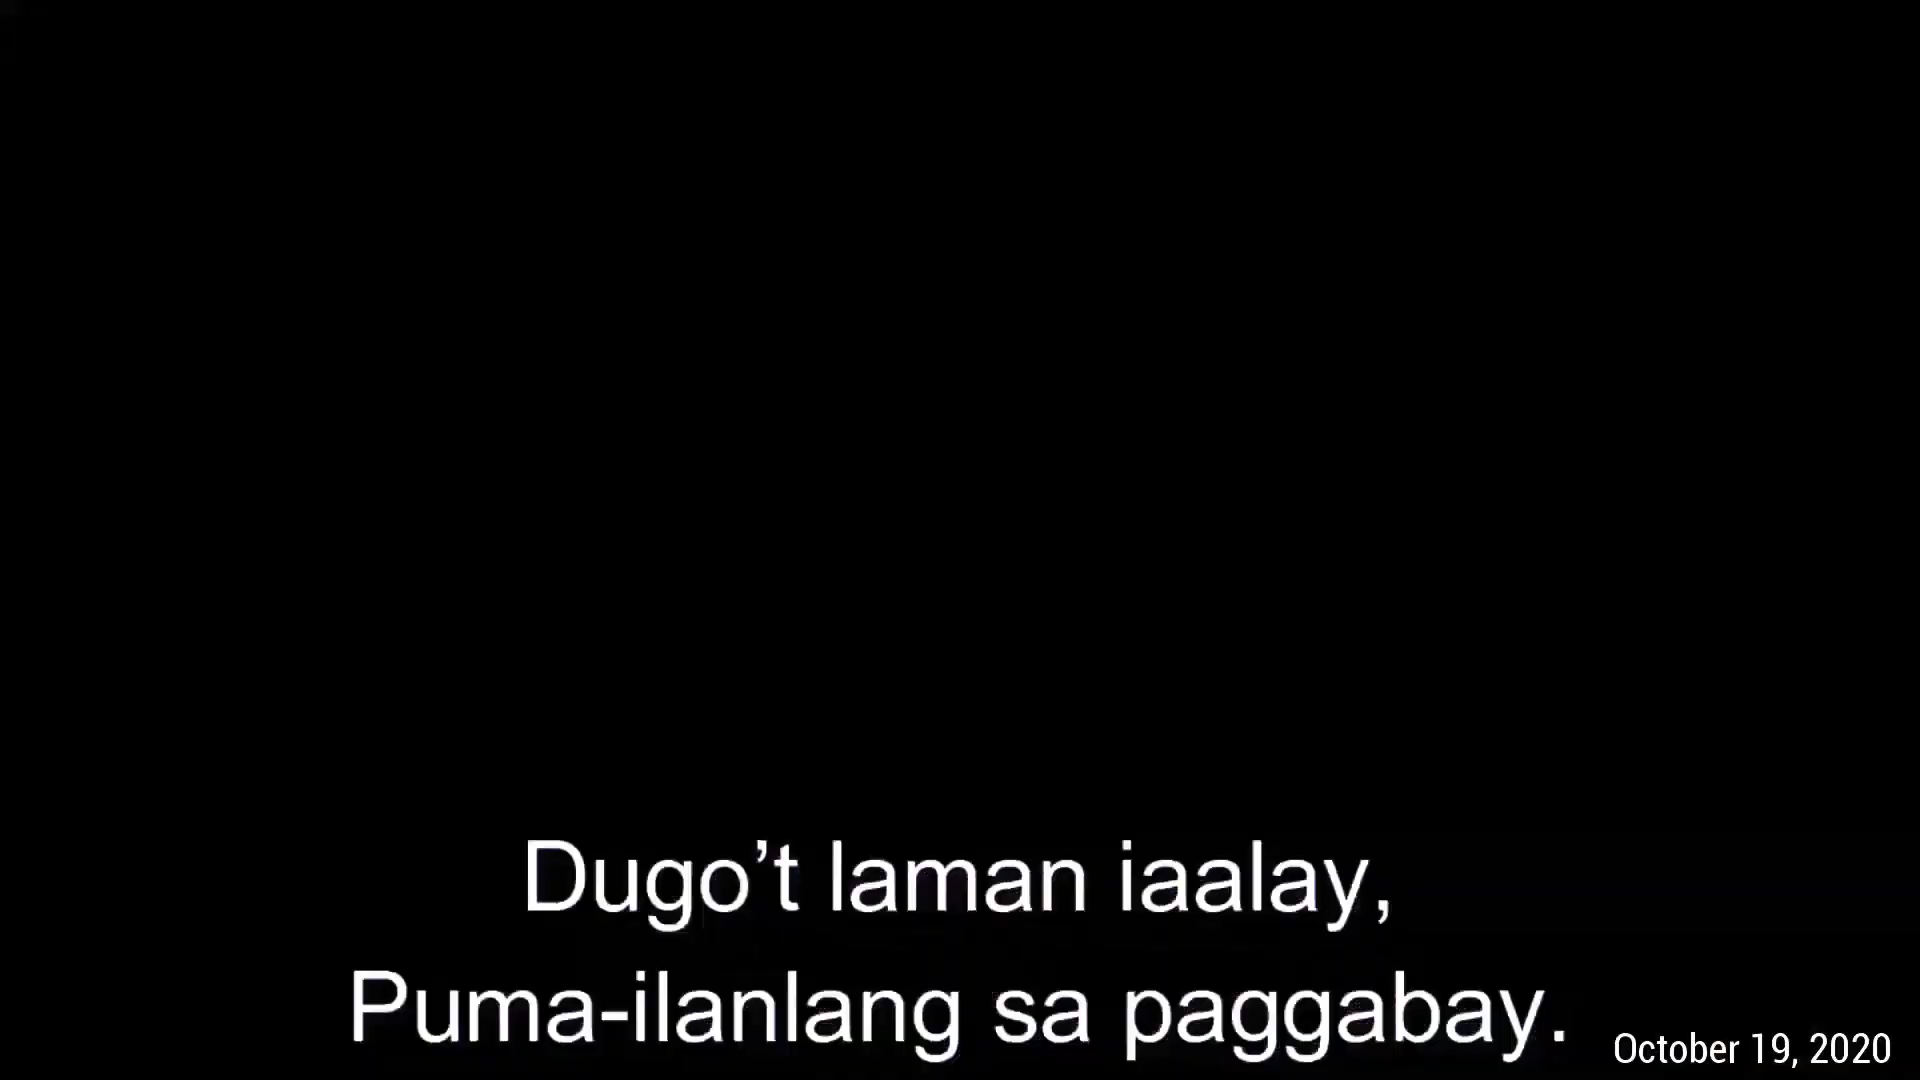 Dugo’t laman iaalay,
Puma-ilanlang sa paggabay.
October 19, 2020